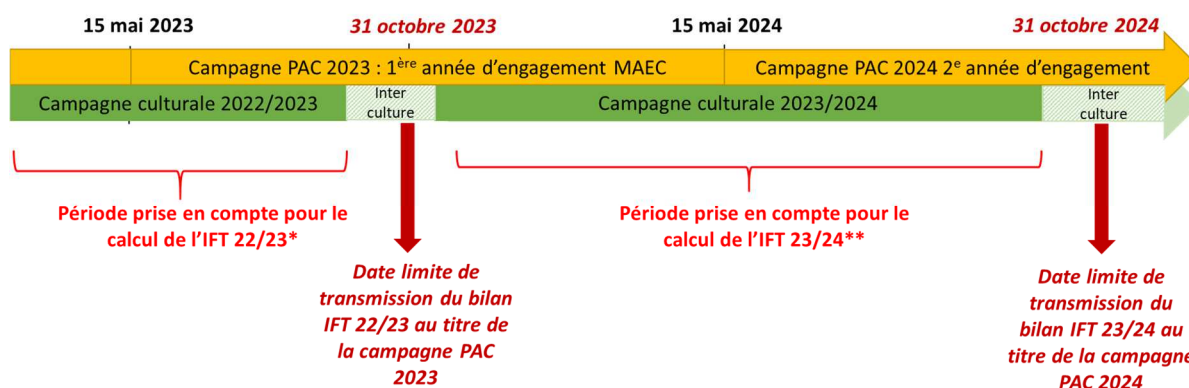 15 mai 2023
31 octobre 2023
15 mai 2024
31 octobre 2024
Campagne PAC 2023 : 1ère année d'engagement MAEC
Campagne PAC 2024 2e année d'engagement
Campagne culturale 2022/2023
Inter
culture
Campagne culturale 2023/2024
Inter
culture
Période prise en compte pour le
calcul de l'IFT 22/23*
Période prise en compte pour le
calcul de l'IFT 23/24**
Date limite de
transmission du bilan
IFT 22/23 au titre de
la campagne PAC
2023
Date limite de
transmission du
bilan IFT 23/24 au
titre de la campagne
PAC 2024